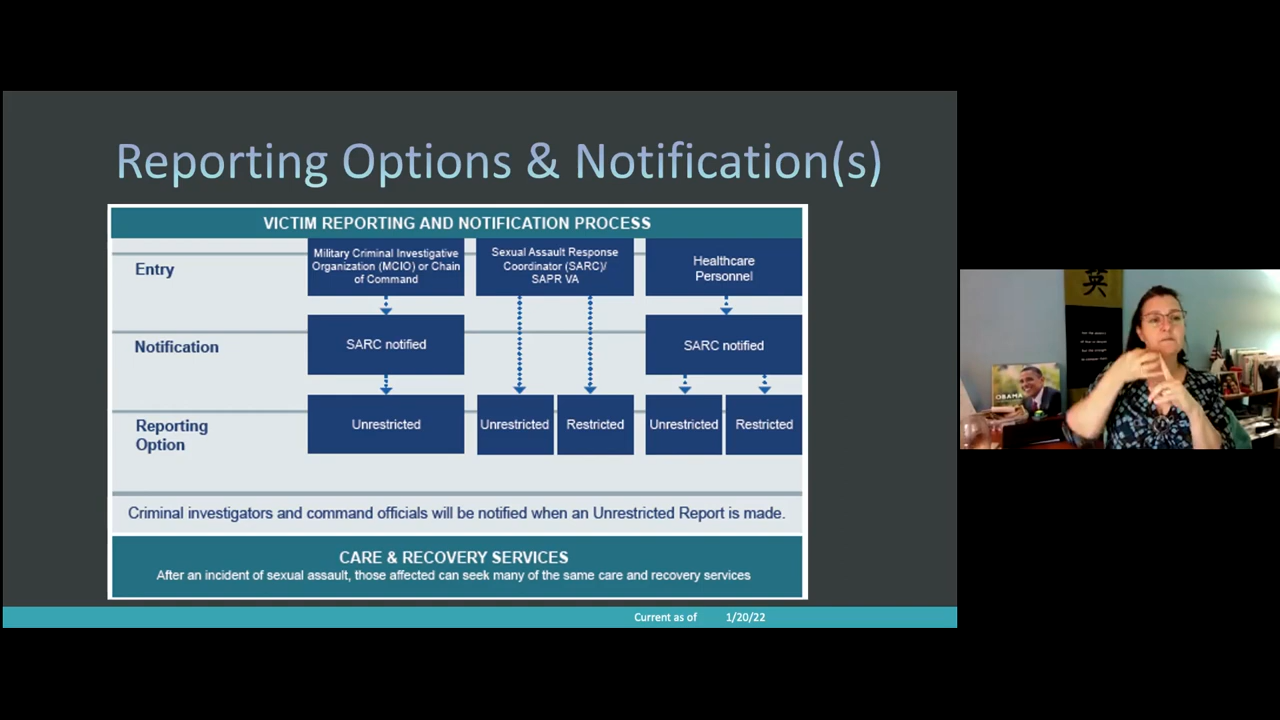 Reporting Options & Notification(s)
VICTIM REPORTING AND NOTIFICATION PROCESS
Entry
Military Criminal Investigative
Organization (MCIO) or Chain
of Command
Sexual Assault Response
Coordinator (SARC)/
SAPR VA
Healthcare
Personnel
Notification
SARC notified
SARC notified
Reporting
Option
Unrestricted
Unrestricted
Restricted
Unrestricted
Restricted
Criminal investigators and command officials will be notified when an Unrestricted Report is made.
CARE & RECOVERY SERVICES
After an incident of sexual assault, those affected can seek many of the same care and recovery services
Current as of 1/20/22
英
OBAMA